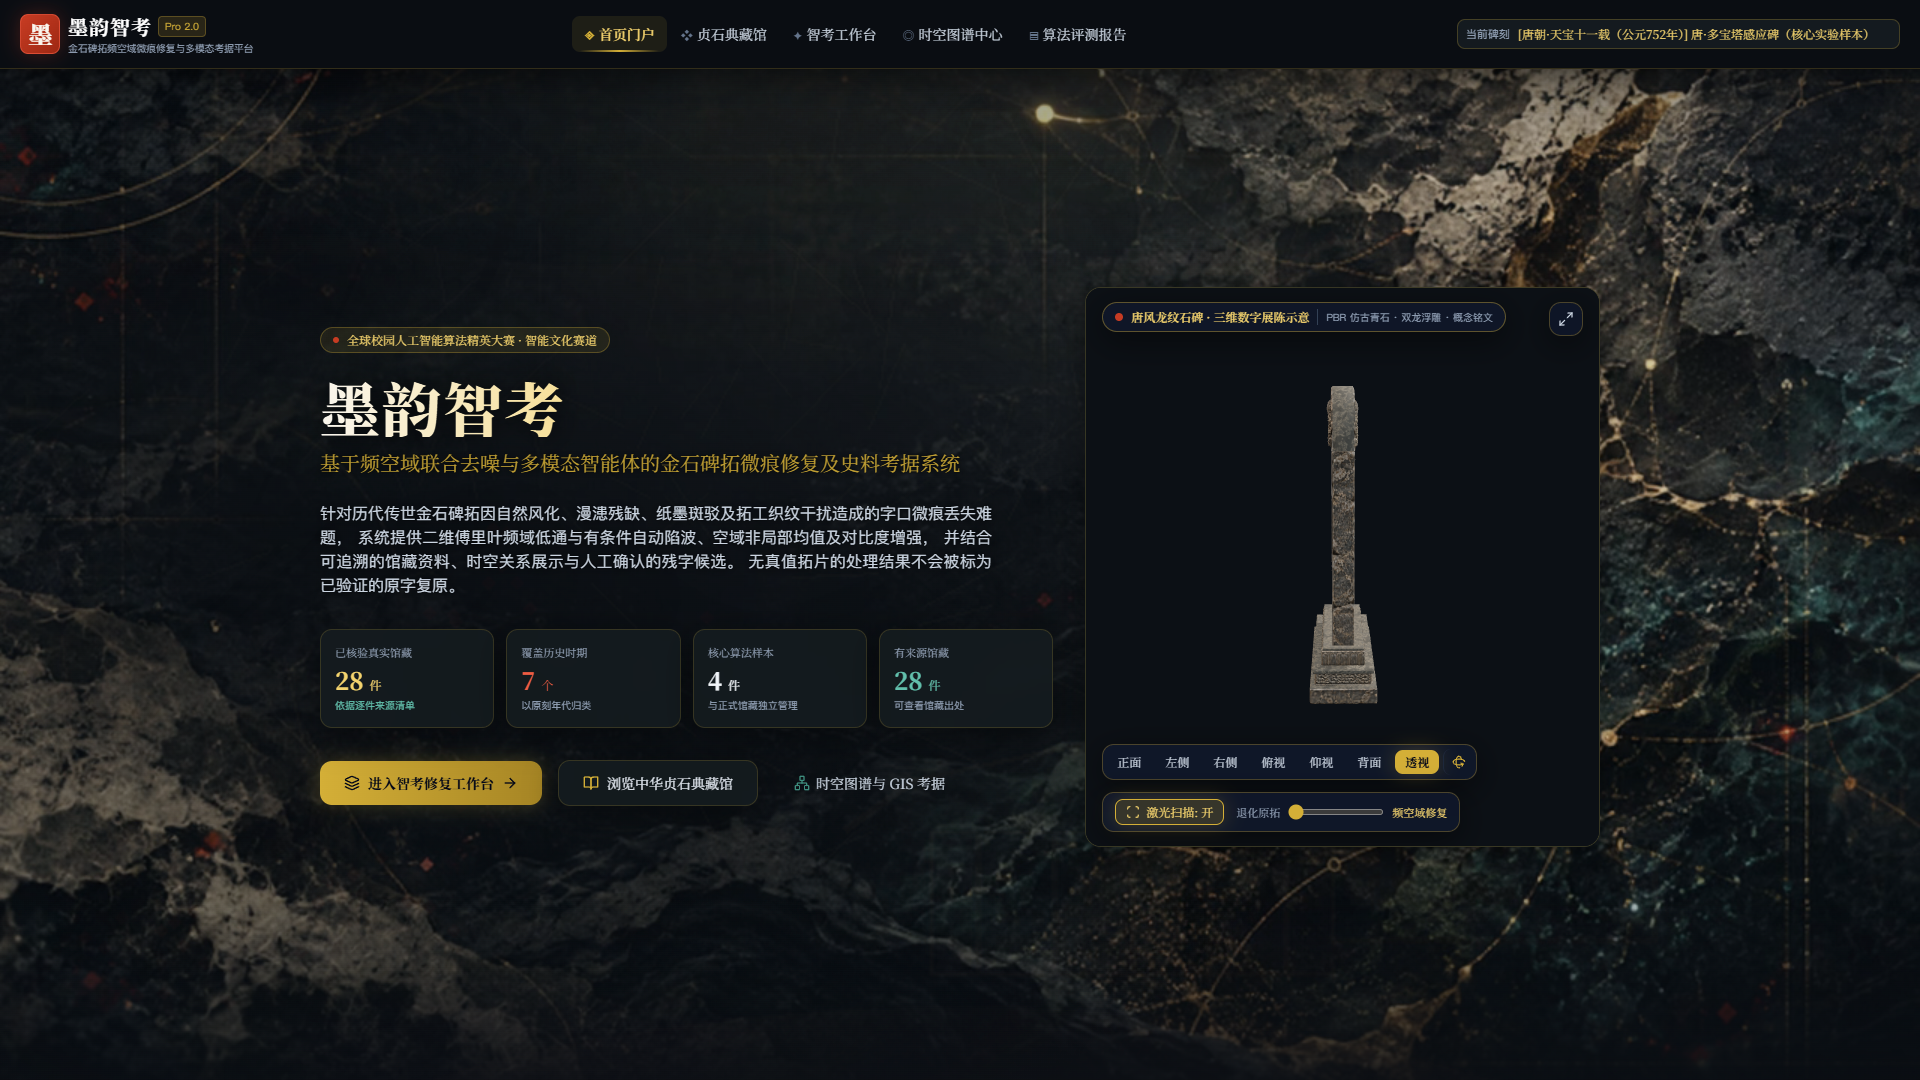 墨
墨韵智考 Pro 2.0
金石碑拓频空域微痕修复与多模态考据平台
首页门户
贞石典藏馆
智考工作台
时空图谱中心
算法评测报告
当前碑刻 [唐朝·天宝十一载（公元752年）] 唐·多宝塔感应碑（核心实验样本）
全球校园人工智能算法精英大赛 · 智能文化赛道
墨韵智考
基于频空域联合去噪与多模态智能体的金石碑拓微痕修复及史料考据系统
针对历代传世金石碑拓因自然风化、漫漶残缺、纸墨斑驳及拓工织纹干扰造成的字口微痕丢失难
题， 系统提供二维傅里叶频域低通与有条件自动陷波、空域非局部均值及对比度增强， 并结合
可追溯的馆藏资料、时空关系展示与人工确认的残字候选。 无真值拓片的处理结果不会被标为
已验证的原字复原。
已核验真实馆藏
28 件
依据逐件来源清单
覆盖历史时期
7 个
以原刻年代归类
核心算法样本
4 件
与正式馆藏独立管理
有来源馆藏
28 件
可查看馆藏出处
进入智考修复工作台
浏览中华贞石典藏馆
时空图谱与 GIS 考据
唐风龙纹石碑 · 三维数字展陈示意
PBR 仿古青石 · 双龙浮雕 · 概念铭文
正面 左侧 右侧 俯视 仰视 背面 透视
激光扫描: 开
退化原拓
频空域修复